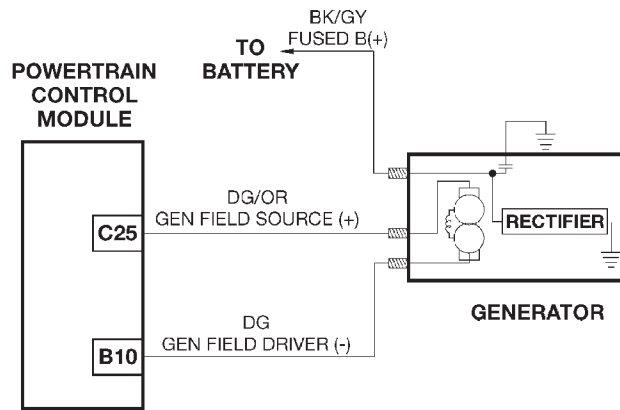 BK/GY
FUSED B(+)
TO
BATTERY
POWERTRAIN
CONTROL
MODULE
DG/OR
GEN FIELD SOURCE (+)
C25
RECTIFIER
GENERATOR
DG
GEN FIELD DRIVER (-)
B10